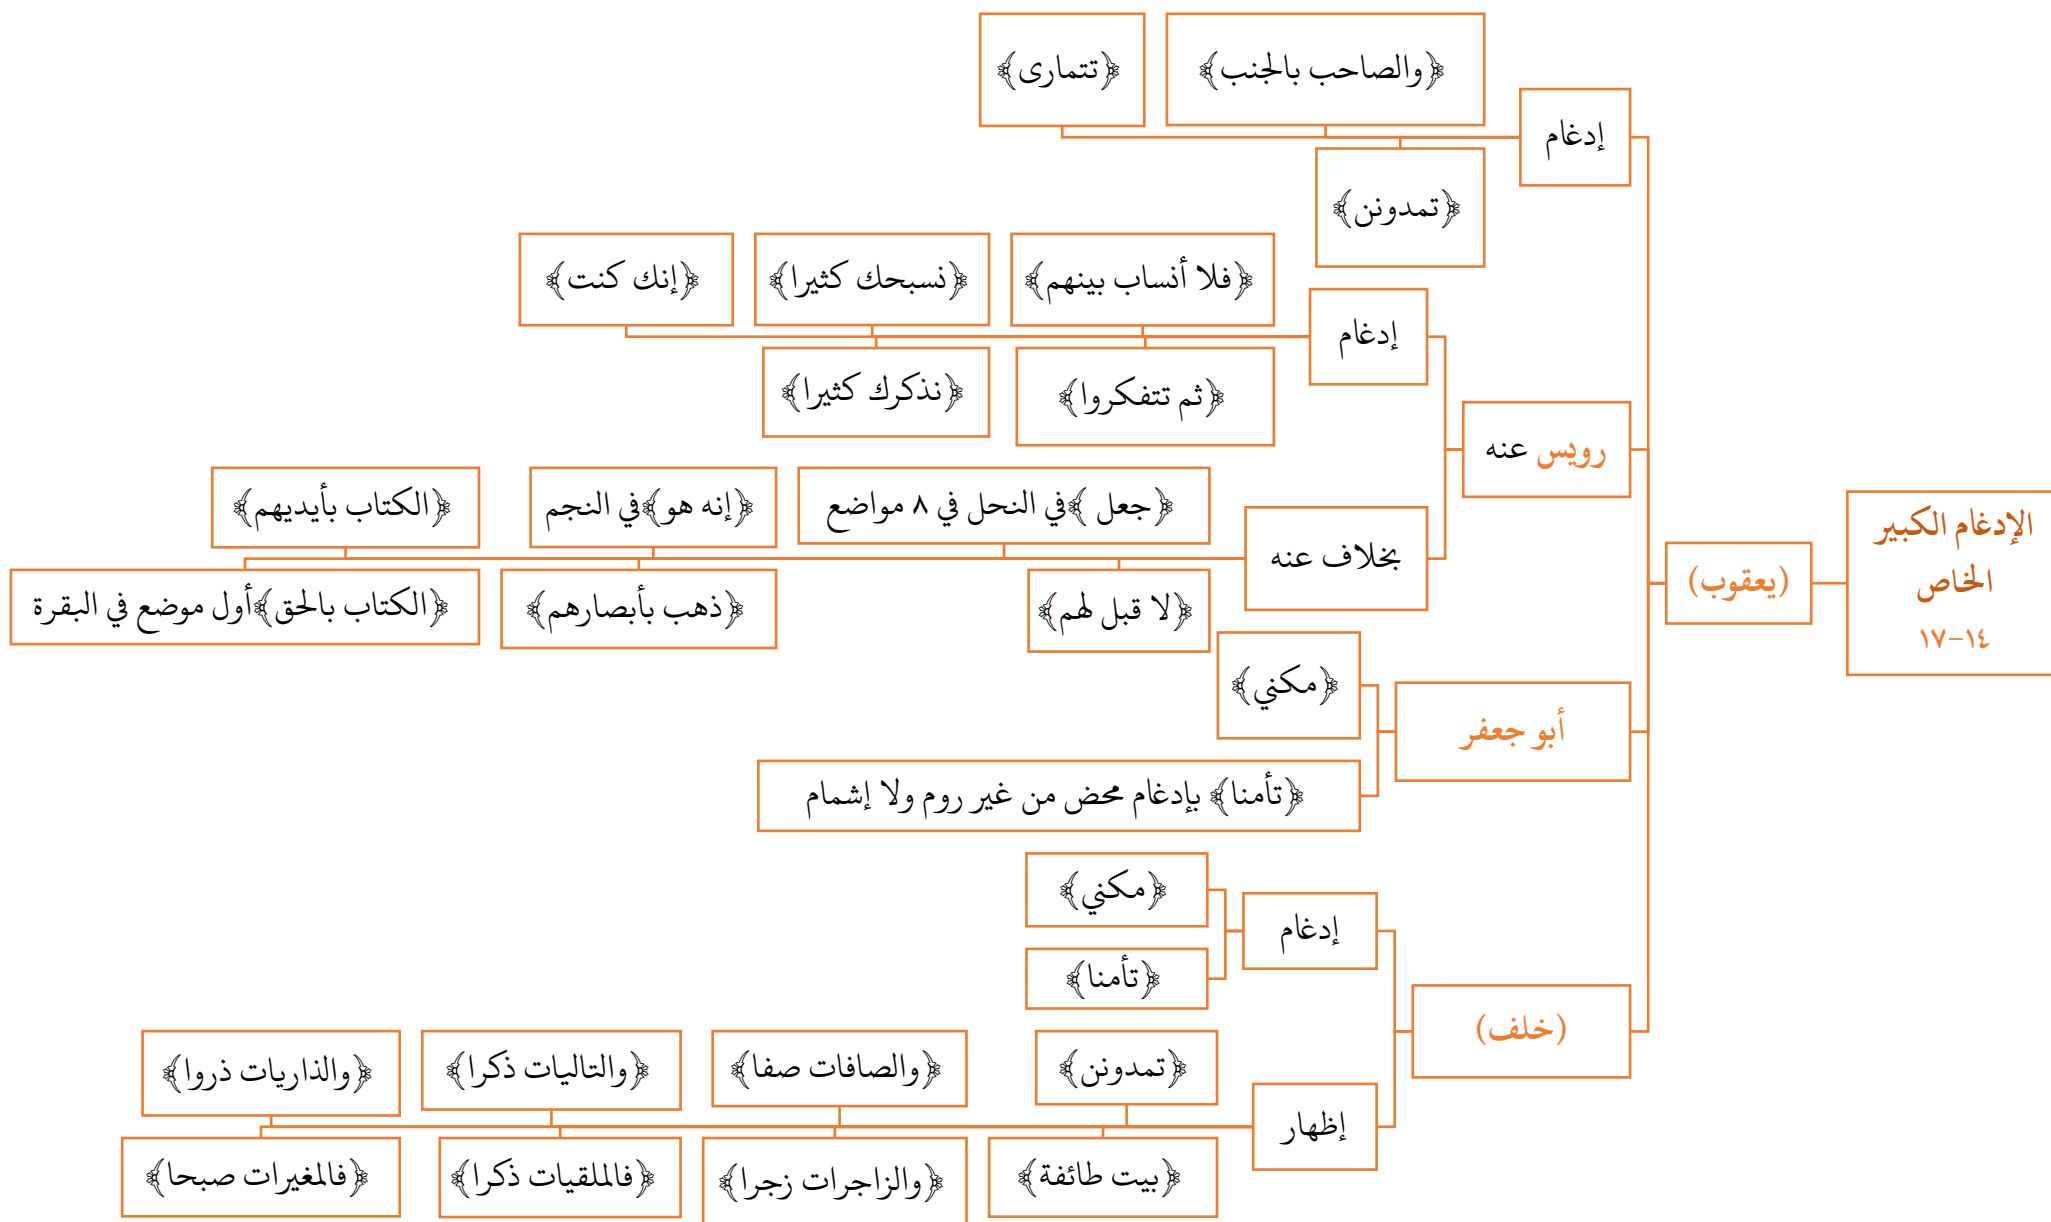 الإدغام الكبير
الخاص
١٤-١٧
(يعقوب)
إدغام
﴿والصاحب بالجنب﴾
﴿تمدونن﴾
﴿تتمارى﴾
رويس عنه
إدغام
﴿فلا أنساب بينهم﴾
﴿ثم تتفكروا﴾
﴿نسبحك كثيرا﴾
﴿نذكرك كثيرا﴾
﴿إنك كنت﴾
بخلاف عنه
﴿لا قبل لهم﴾
﴿جعل ﴾في النحل في ٨ مواضع
﴿إنه هو﴾في النجم
﴿ذهب بأبصارهم﴾
﴿الكتاب بأيديهم﴾
﴿الكتاب بالحق﴾أول موضع في البقرة
أبو جعفر
﴿مكني﴾
﴿تأمنا﴾ بإدغام محض من غير روم ولا إشمام
(خلف)
إدغام
﴿مكني﴾
﴿تأمنا﴾
إظهار
﴿تمدونن﴾
﴿بيت طائفة﴾
﴿والصافات صفا﴾
﴿والزاجرات زجرا﴾
﴿والتاليات ذكرا﴾
﴿فالملقيات ذكرا﴾
﴿والذاريات ذروا﴾
﴿فالمغيرات صبحا﴾